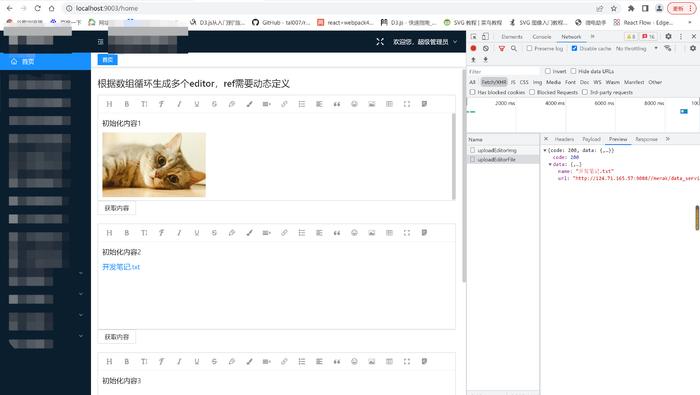 localhost:9003/home
更新
D3.js从入门到"应...
GitHub - tal007/r...
react+webpack4...
D3.js - 快速指南_...
SVG 教程 | 菜鸟教程
SVG 图像入门教程...
微电助手
React Flow - Edge...
欢迎您，超级管理员
首页
首页
根据数组循环生成多个editor，ref需要动态定义
初始化内容1
获取内容
初始化内容2
开发笔记.txt
获取内容
初始化内容3
Elements Console Network » 8 16
Preserve log Disable cache No throttling
Filter Invert Hide data URLs
All Fetch/XHR JS CSS Img Media Font Doc WS Wasm Manifest Other
Has blocked cookies Blocked Requests 3rd-party requests
2000 ms 4000 ms 6000 ms 8000 ms
Name
uploadEditorImg
uploadEditorFile
Headers Payload Preview Response »
{code: 200, data: {,…}}
code: 200
data: {,…}
name: "开发笔记.txt"
url: "http://124.71.165.57:9088//merak/data_servi